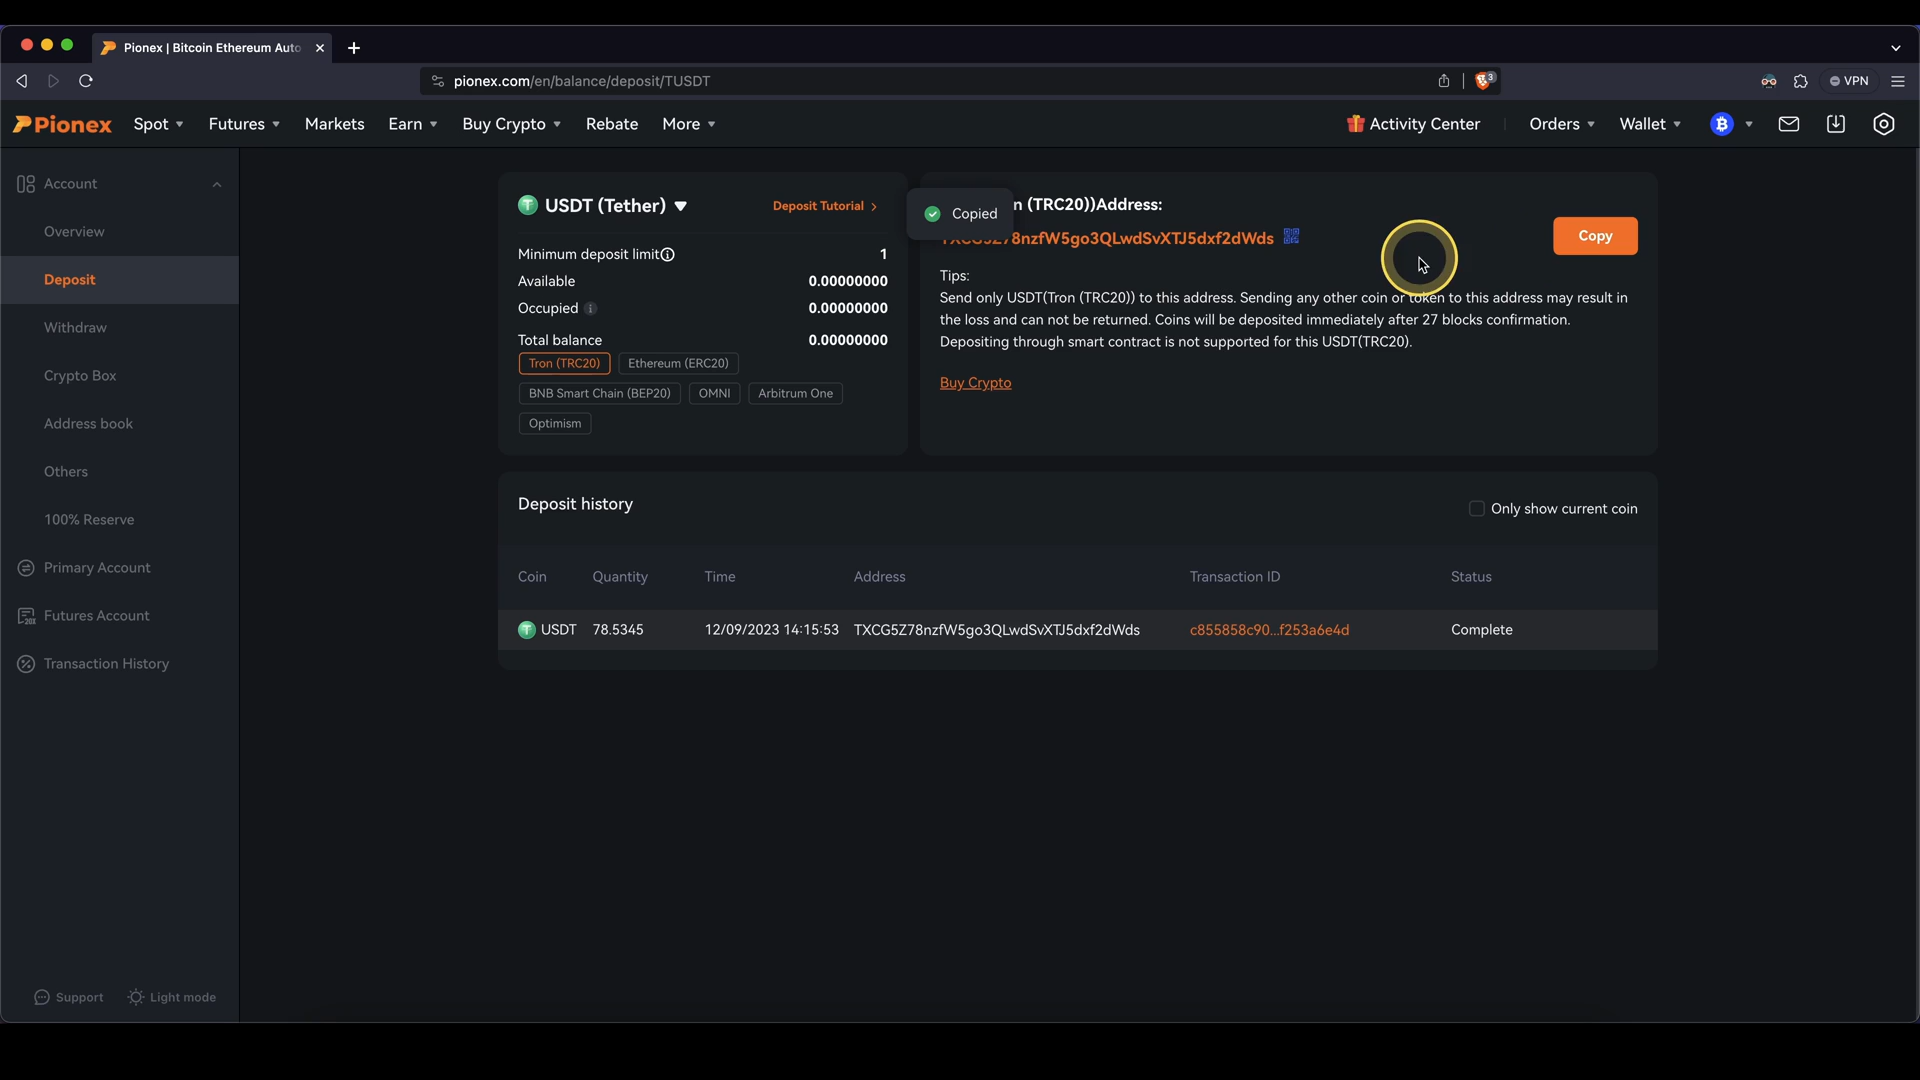 Pionex | Bitcoin Ethereum Auto
pionex.com/en/balance/deposit/TUSDT
3
VPN
Pionex Spot Futures Markets Earn Buy Crypto Rebate More Activity Center Orders Wallet
Account
Overview
Deposit
Withdraw
Crypto Box
Address book
Others
100% Reserve
Primary Account
Futures Account
Transaction History
Support Light mode
USDT (Tether) Deposit Tutorial
Minimum deposit limit 1
Available 0.00000000
Occupied 0.00000000
Total balance 0.00000000
Tron (TRC20) Ethereum (ERC20)
BNB Smart Chain (BEP20) OMNI Arbitrum One
Optimism
Copied
(TRC20))Address:
78nzfW5go3QLwdSvXTJ5dxf2dWds
Copy
Tips:
Send only USDT(Tron (TRC20)) to this address. Sending any other coin or token to this address may result in
the loss and can not be returned. Coins will be deposited immediately after 27 blocks confirmation.
Depositing through smart contract is not supported for this USDT(TRC20).
Buy Crypto
Deposit history
Only show current coin
Coin Quantity Time Address Transaction ID Status
USDT 78.5345 12/09/2023 14:15:53 TXCG5Z78nzfW5go3QLwdSvXTJ5dxf2dWds c855858c90...f253a6e4d Complete